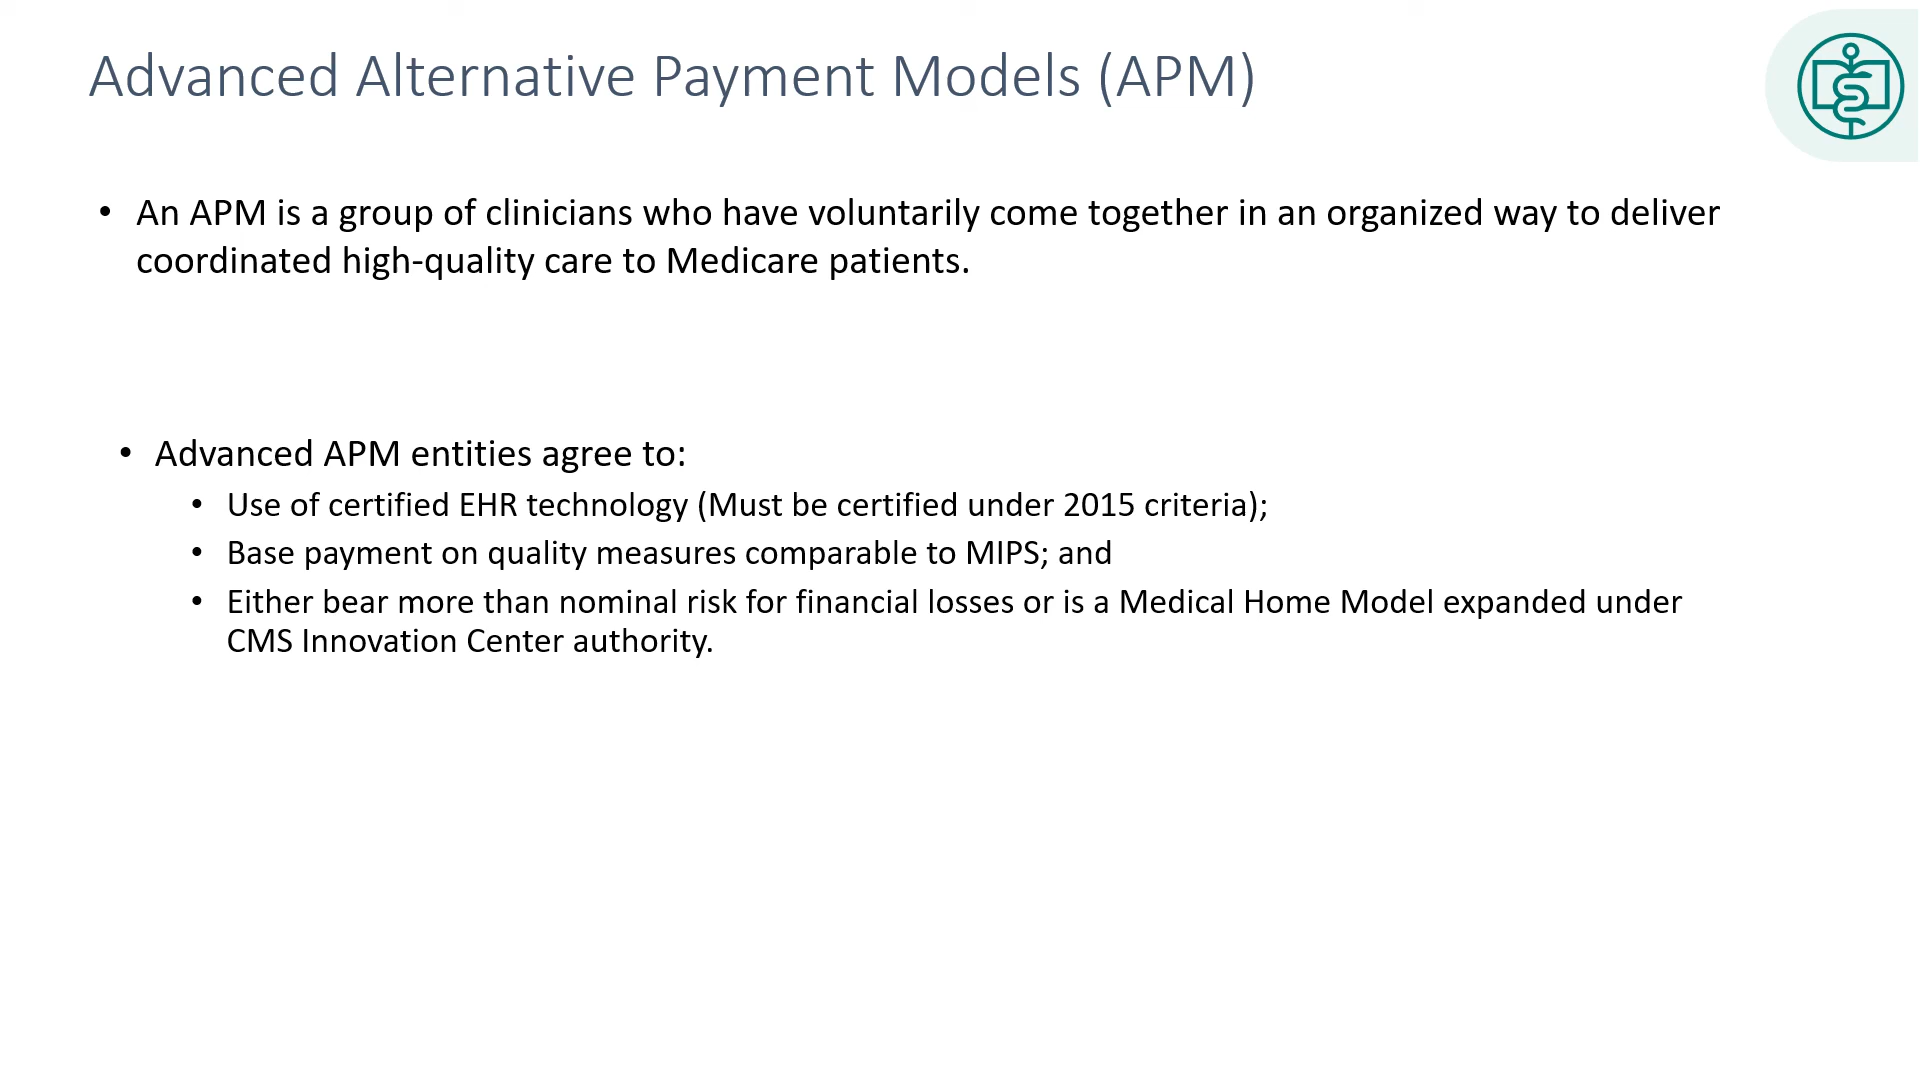 Advanced Alternative Payment Models (APM)
• An APM is a group of clinicians who have voluntarily come together in an organized way to deliver
coordinated high-quality care to Medicare patients.
• Advanced APM entities agree to:
• Use of certified EHR technology (Must be certified under 2015 criteria);
• Base payment on quality measures comparable to MIPS; and
• Either bear more than nominal risk for financial losses or is a Medical Home Model expanded under
CMS Innovation Center authority.